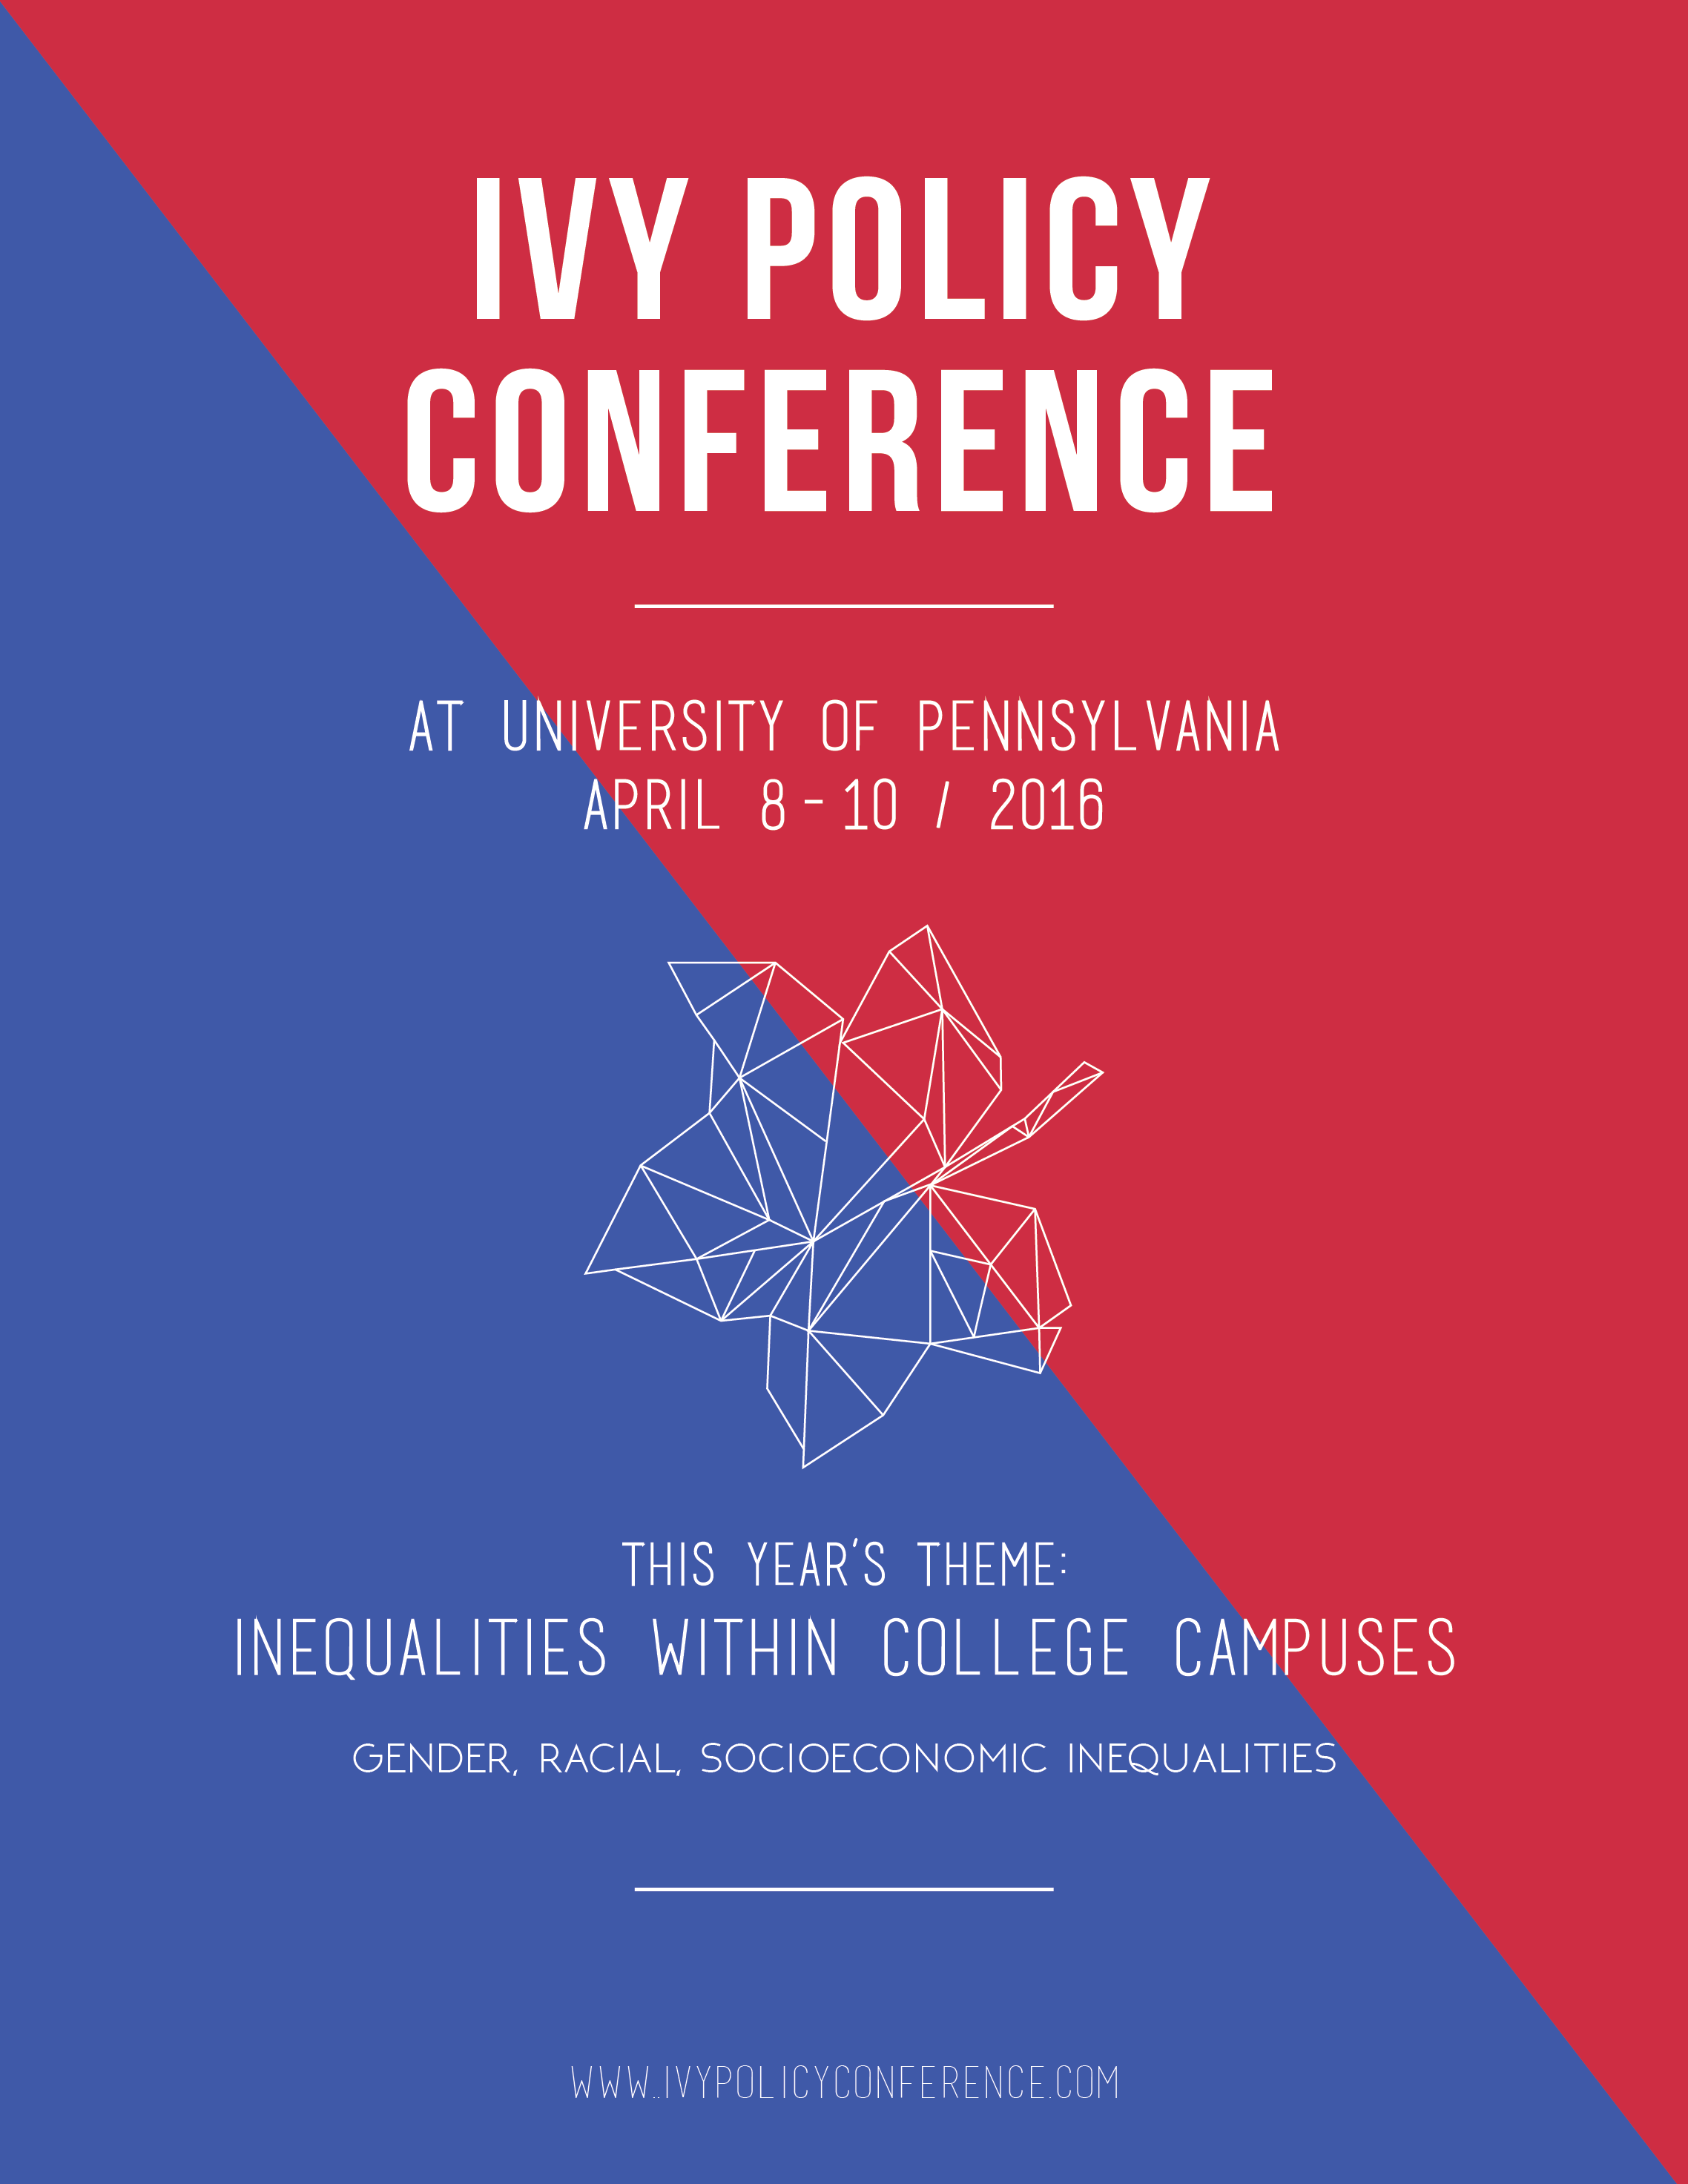 IVY POLICY
CONFERENCE
AT UNIVERSITY OF PENNSYLVANIA
APRIL 8-10 / 2016
THIS YEAR'S THEME:
INEQUALITIES WITHIN COLLEGE CAMPUSES
GENDER, RACIAL, SOCIOECONOMIC INEQUALITIES
WWW..IVYPOLICYCONFERENCE.COM